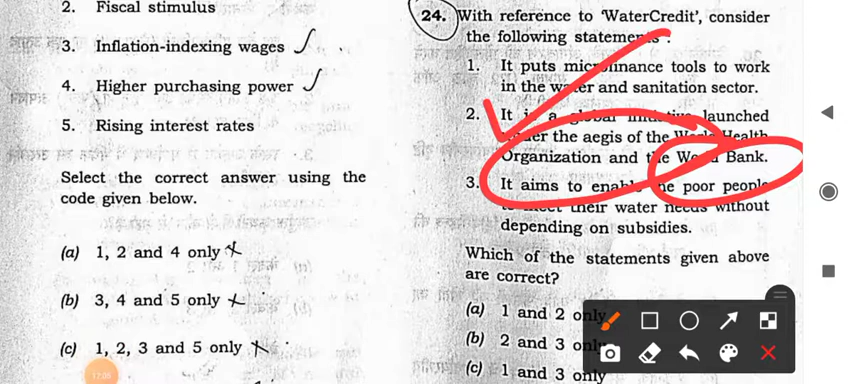 2. Fiscal stimulus
3. Inflation-indexing wages
4. Higher purchasing power
5. Rising interest rates
Select the correct answer using the
code given below.
(a) 1, 2 and 4 only
(b) 3, 4 and 5 only
(c) 1, 2, 3 and 5 only
17:05
24. With reference to 'WaterCredit', consider
the following statements :
1. It puts microfinance tools to work
in the water and sanitation sector.
2. It is a global initiative launched
under the aegis of the World Health
Organization and the World Bank.
3. It aims to enable the poor people
to meet their water needs without
depending on subsidies.
Which of the statements given above
are correct?
(a) 1 and 2 only
(b) 2 and 3 only
(c) 1 and 3 only